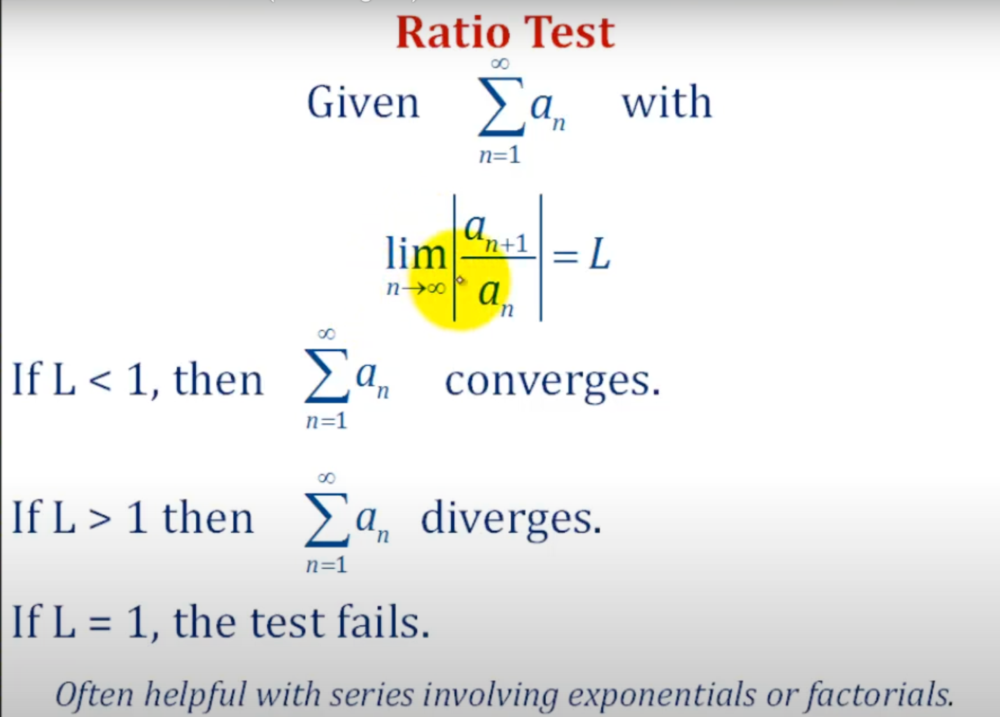 Ratio Test
Given $\sum_{n=1}^{\infty} a_n$ with
$\lim_{n \to \infty} \left| \frac{a_{n+1}}{a_n} \right| = L$
If L < 1, then $\sum_{n=1}^{\infty} a_n$ converges.
If L > 1 then $\sum_{n=1}^{\infty} a_n$ diverges.
If L = 1, the test fails.
Often helpful with series involving exponentials or factorials.